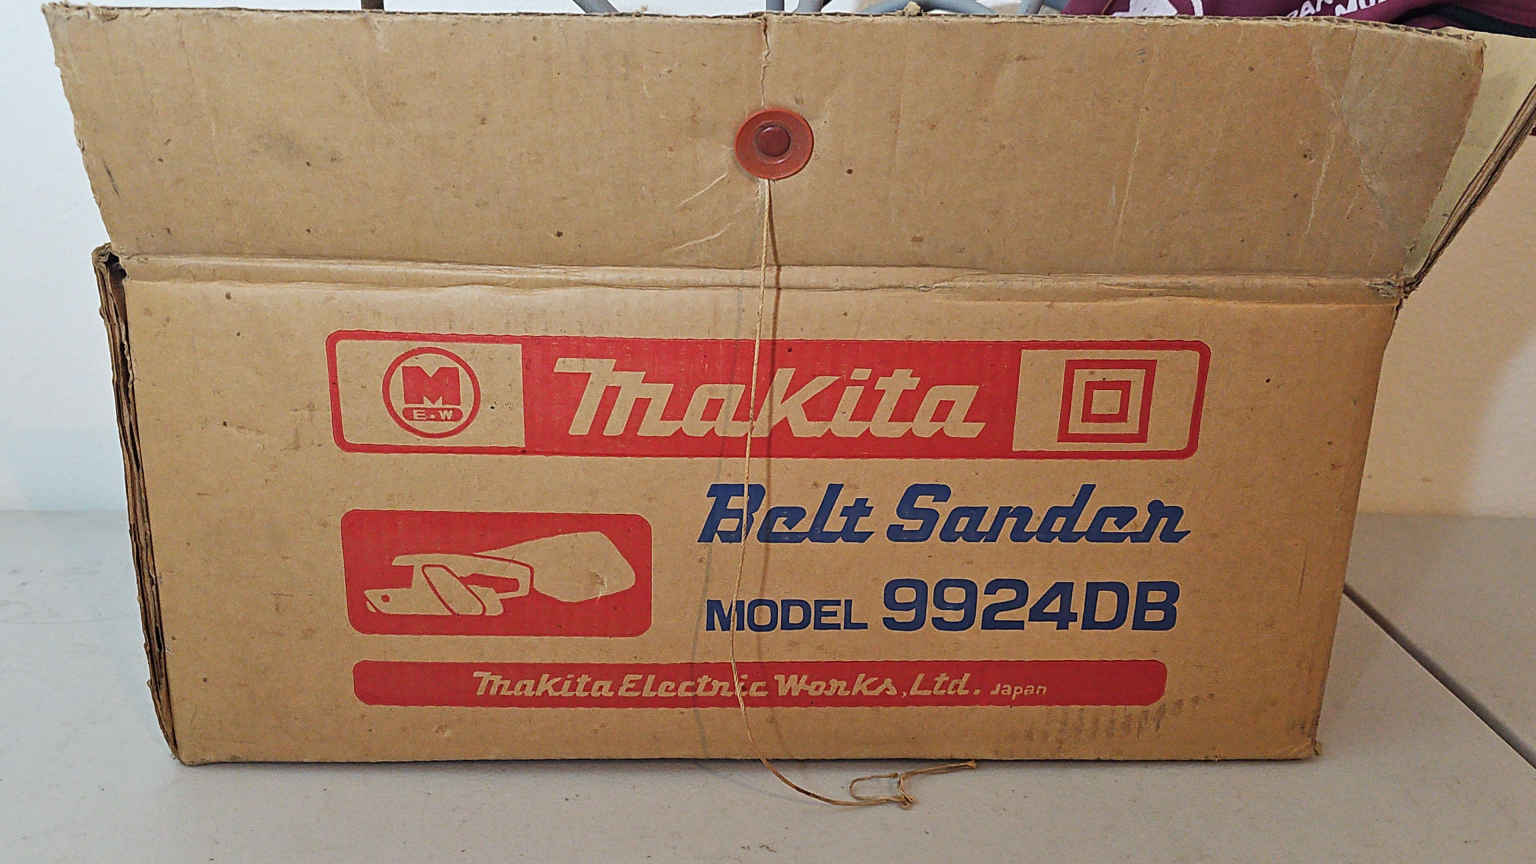 M
E.W
Makita
Belt Sander
MODEL 9924DB
Makita Electric Works, Ltd. Japan